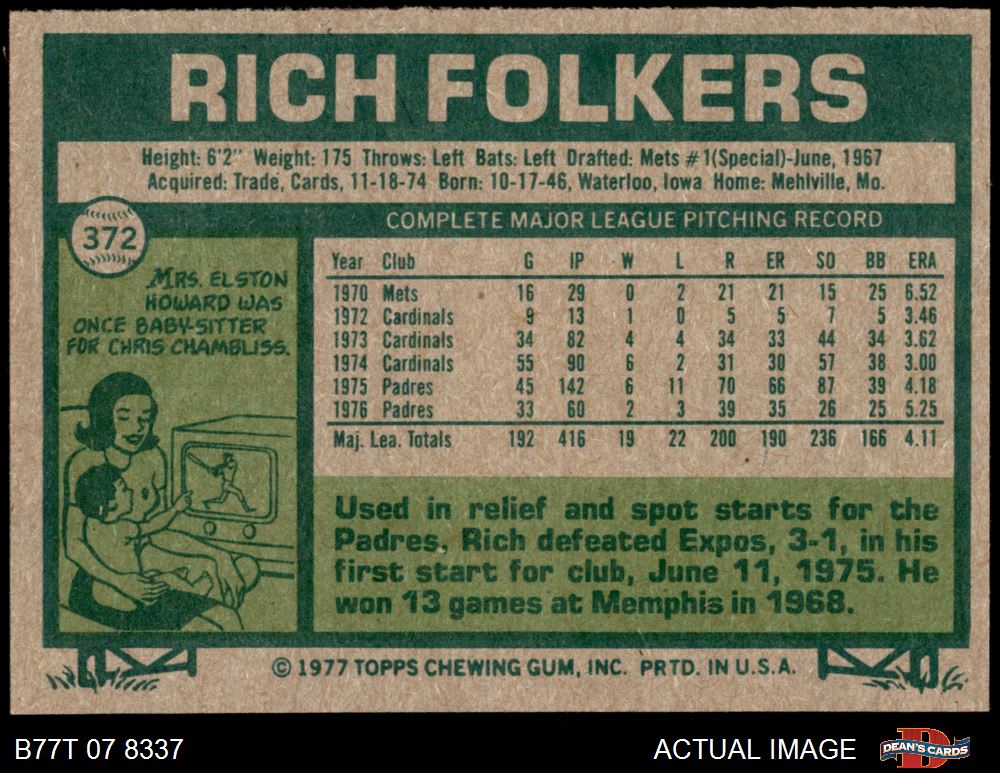 RICH FOLKERS
Height: 6'2" Weight: 175 Throws: Left Bats: Left Drafted: Mets #1(Special)-June, 1967
Acquired: Trade, Cards, 11-18-74 Born: 10-17-46, Waterloo, Iowa Home: Mehlville, Mo.
372
MRS. ELSTON
HOWARD WAS
ONCE BABY-SITTER
FOR CHRIS CHAMBLISS.
COMPLETE MAJOR LEAGUE PITCHING RECORD
Year Club G IP W L R ER SO BB ERA
1970 Mets 16 29 0 2 21 21 15 25 6.52
1972 Cardinals 9 13 1 0 5 5 7 5 3.46
1973 Cardinals 34 82 4 4 34 33 44 34 3.62
1974 Cardinals 55 90 6 2 31 30 57 38 3.00
1975 Padres 45 142 6 11 70 66 87 39 4.18
1976 Padres 33 60 2 3 39 35 26 25 5.25
Maj. Lea. Totals 192 416 19 22 200 190 236 166 4.11
Used in relief and spot starts for the
Padres, Rich defeated Expos, 3-1, in his
first start for club, June 11, 1975. He
won 13 games at Memphis in 1968.
© 1977 TOPPS CHEWING GUM, INC. PRTD. IN U.S.A.
B77T 07 8337
ACTUAL IMAGE
DEAN'S CARDS